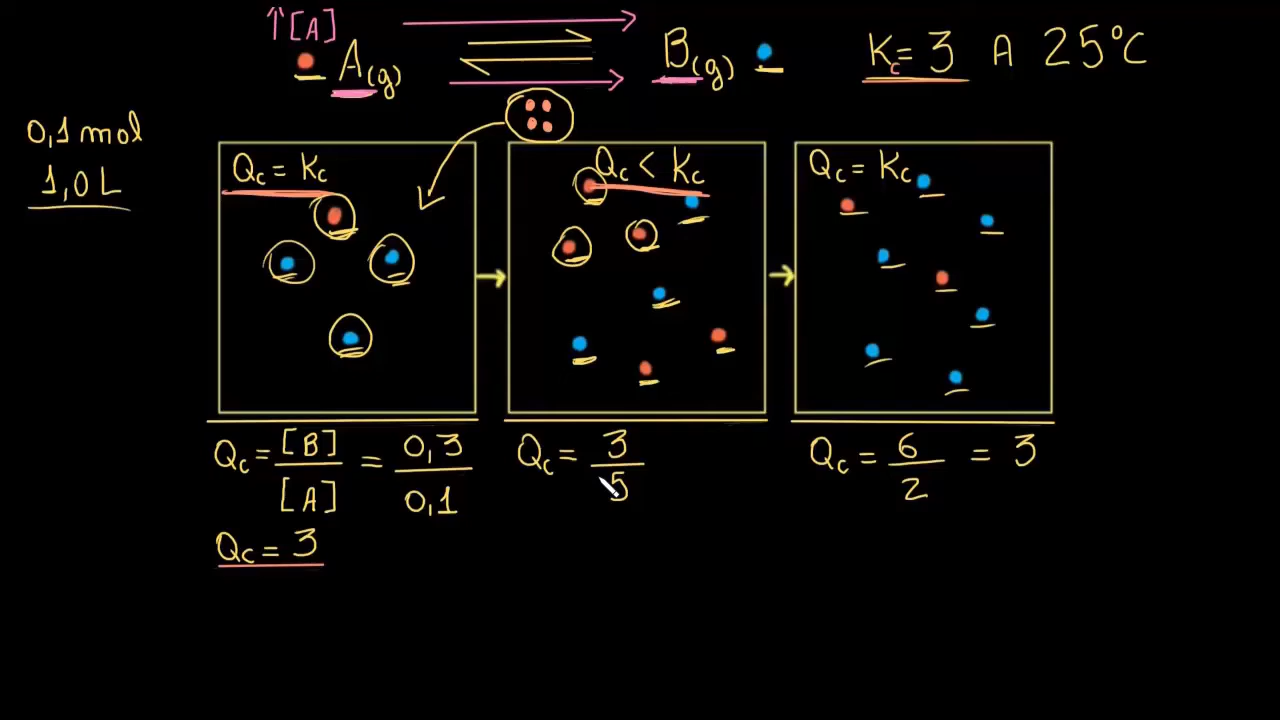 ↑[A]
A(g) ⇌ B(g) Kc = 3 A 25°C
0,1 mol
1,0 L
Qc = Kc
Qc < Kc
Qc = Kc
Qc = [B]/[A] = 0,3/0,1
Qc = 3
Qc = 3/5
Qc = 6/2 = 3